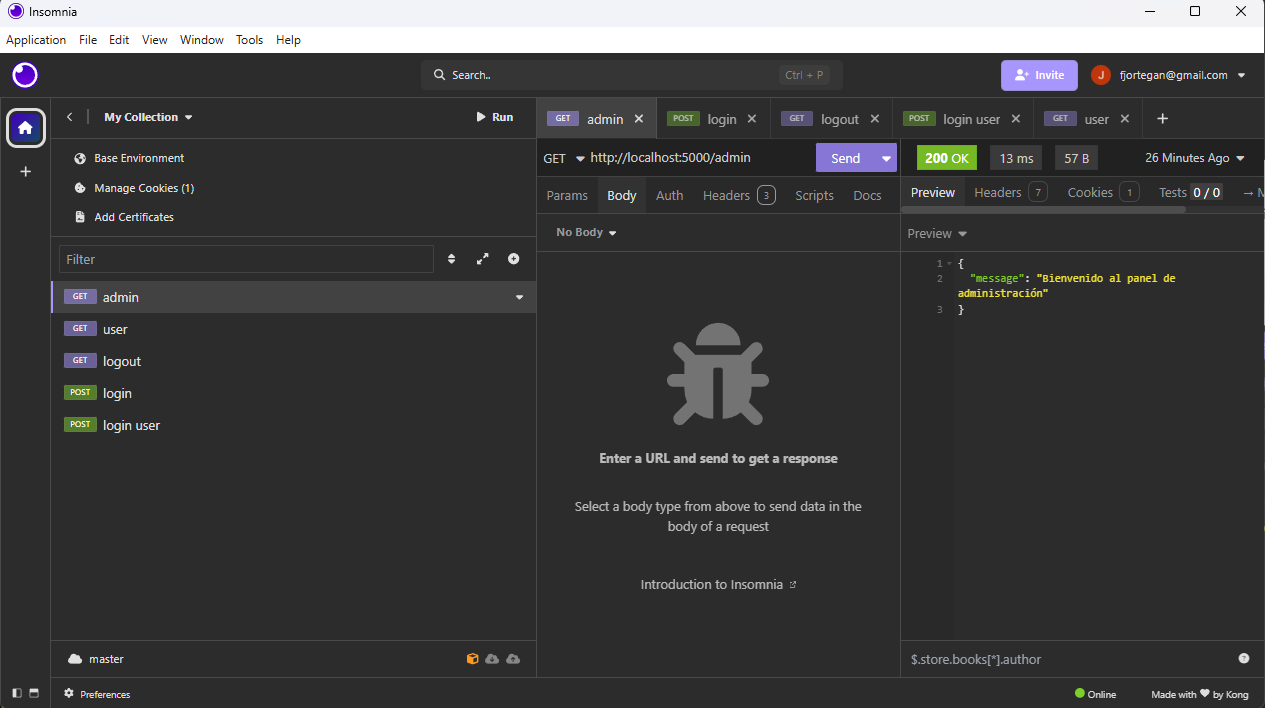 Insomnia
Application File Edit View Window Tools Help
Search.. Ctrl + P
Invite
J
fjortegan@gmail.com
My Collection
Run
Base Environment
Manage Cookies (1)
Add Certificates
Filter
GET admin
GET user
GET logout
POST login
POST login user
master
Preferences
GET admin POST login GET logout POST login user GET user
GET http://localhost:5000/admin Send
Params Body Auth Headers 3 Scripts Docs
No Body
Enter a URL and send to get a response
Select a body type from above to send data in the
body of a request
Introduction to Insomnia
200 OK 13 ms 57 B 26 Minutes Ago
Preview Headers 7 Cookies 1 Tests 0 / 0 → M
Preview
1 {
2 "message": "Bienvenido al panel de
administración"
3 }
$.store.books[*].author
Online Made with ❤ by Kong